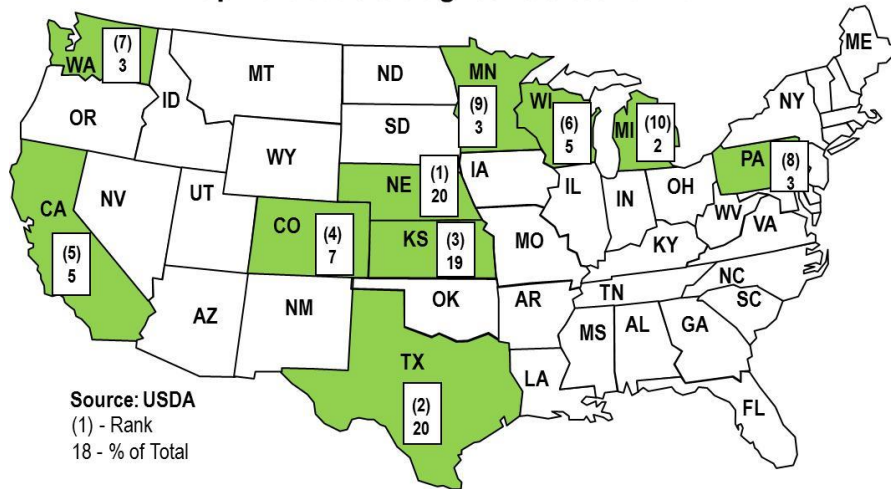 WA
(7)
3
MT
ND
MN
(9)
3
ME
OR
ID
SD
WI
(6)
5
MI
(10)
2
NY
WY
PA
(8)
3
NE
(1)
20
IA
IL
IN
OH
NV
UT
CA
(5)
5
CO
(4)
7
KS
(3)
19
MO
WV
VA
KY
AZ
NM
OK
AR
TN
NC
SC
MS
AL
GA
TX
(2)
20
LA
FL
Source: USDA
(1) - Rank
18 - % of Total